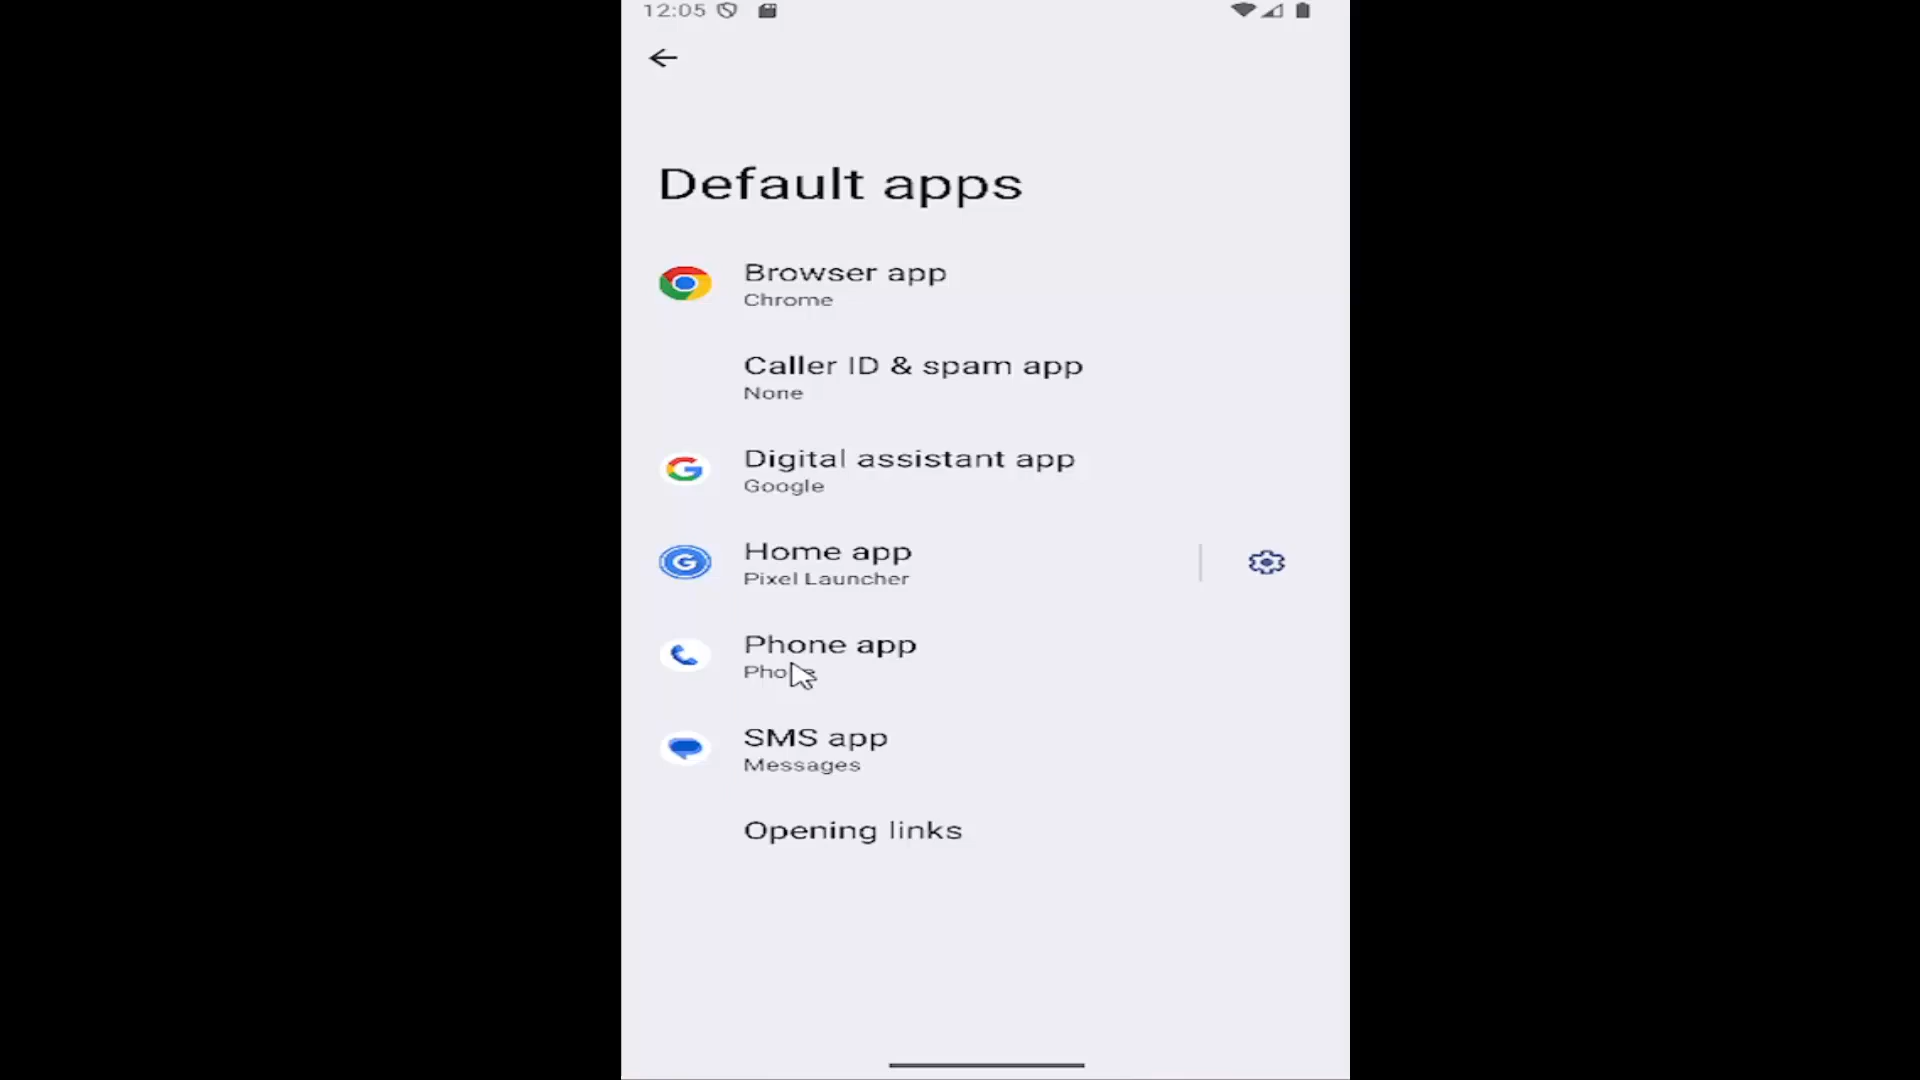 12:05
Default apps
Browser app
Chrome
Caller ID & spam app
None
Digital assistant app
Google
Home app
Pixel Launcher
Phone app
SMS app
Messages
Opening links